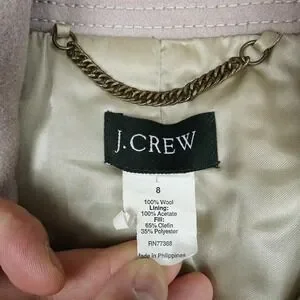 J.CREW
8
100% Wool
Lining:
100% Acetate
Fill:
65% Olefin
35% Polyester
RN77388
Made in Philippines